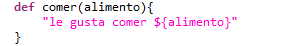 def comer(alimento){
"le gusta comer ${alimento}"
}